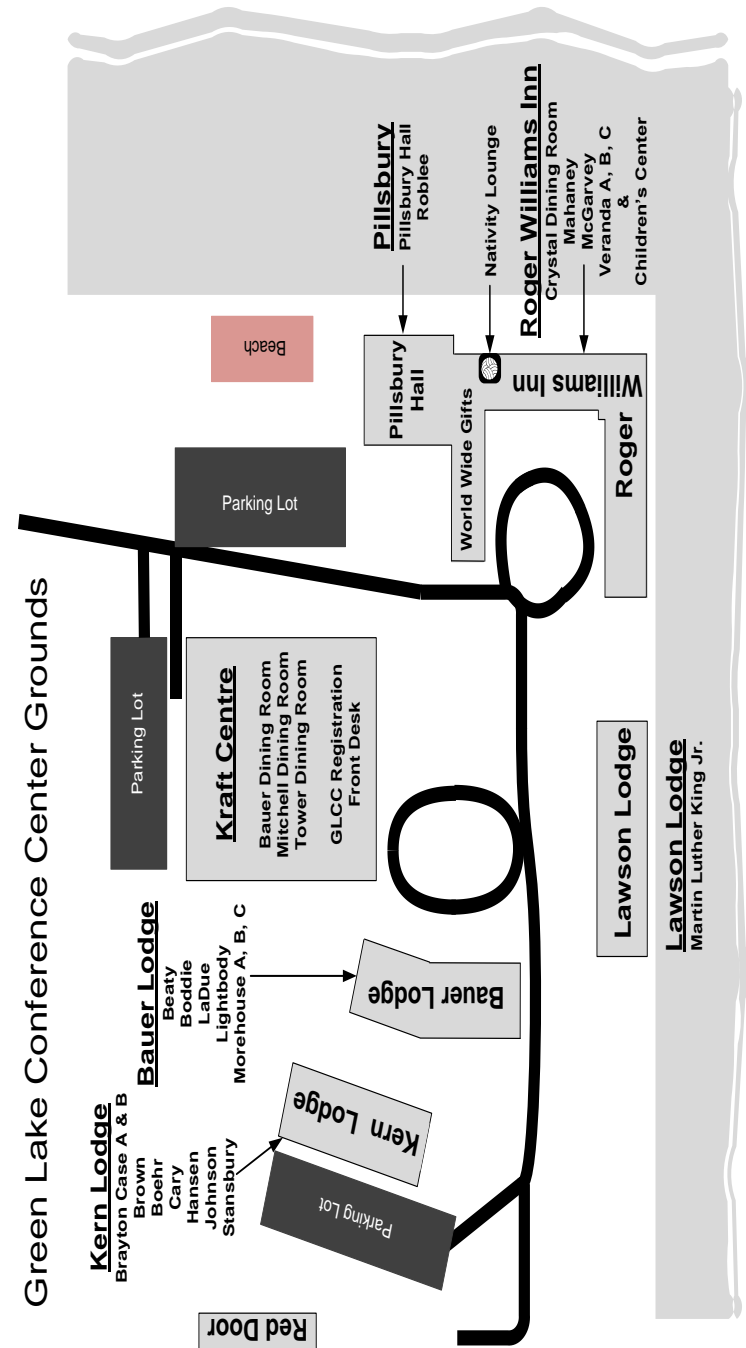 Green Lake Conference Center Grounds
Kern Lodge
Brayton Case A & B
Brown
Boehr
Cary
Hansen
Johnson
Stansbury
Bauer Lodge
Beaty
Boddie
LaDue
Lightbody
Morehouse A, B, C
Parking Lot
Kraft Centre
Bauer Dining Room
Mitchell Dining Room
Tower Dining Room
GLCC Registration
Front Desk
Parking Lot
Beach
Pillsbury
Pillsbury Hall
Roblee
Nativity Lounge
Roger Williams Inn
Crystal Dining Room
Mahaney
McGarvey
Veranda A, B, C
&
Children's Center
Pillsbury
Hall
World Wide Gifts
Williams Inn
Roger
Red Door
Parking Lot
Kern Lodge
Bauer Lodge
Lawson Lodge
Lawson Lodge
Martin Luther King Jr.